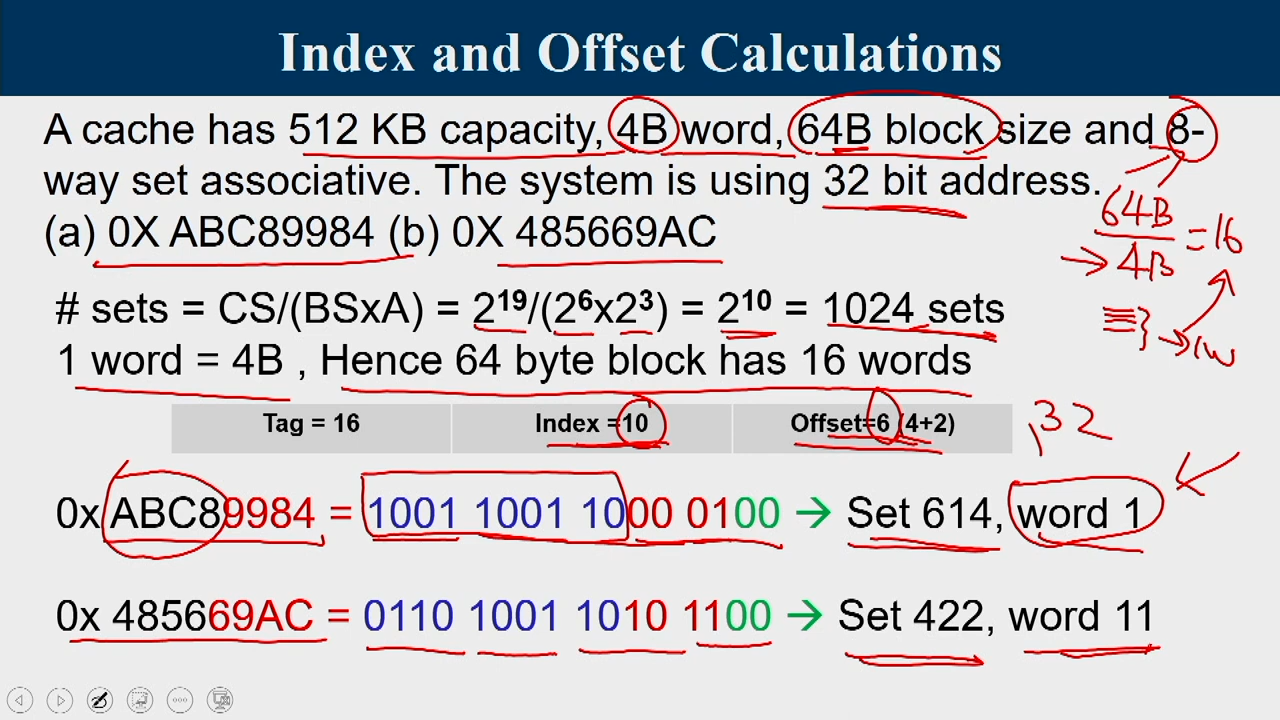 Index and Offset Calculations
A cache has 512 KB capacity, 4B word, 64B block size and 8-
way set associative. The system is using 32 bit address.
(a) 0X ABC89984 (b) 0X 485669AC
64B
4B
=16
# sets = CS/(BSxA) = 2¹⁹/(2⁶x2³) = 2¹⁰ = 1024 sets
1 word = 4B , Hence 64 byte block has 16 words
Tag = 16 Index =10 Offset=6 (4+2)
32
0x ABC89984 = 1001 1001 1000 0100 → Set 614, word 1
0x 485669AC = 0110 1001 1010 1100 → Set 422, word 11